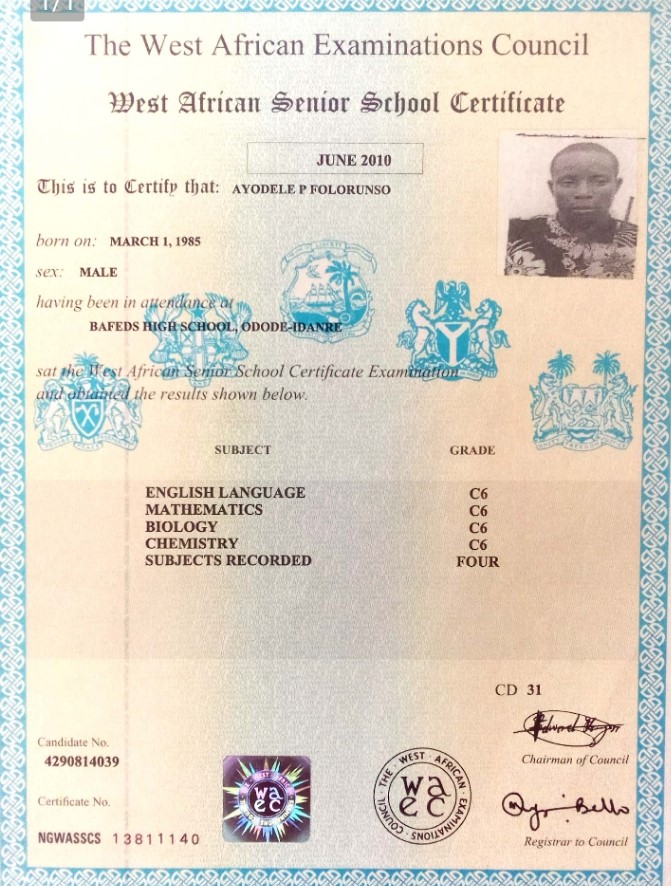 1/1
The West African Examinations Council
West African Senior School Certificate
JUNE 2010
This is to Certify that: AYODELE P FOLORUNSO
born on: MARCH 1, 1985
sex: MALE
having been in attendance at
BAFEDS HIGH SCHOOL, ODODE-IDANRE
sat the West African Senior School Certificate Examination
and obtained the results shown below.
SUBJECT GRADE
ENGLISH LANGUAGE C6
MATHEMATICS C6
BIOLOGY C6
CHEMISTRY C6
SUBJECTS RECORDED FOUR
CD 31
Candidate No.
4290814039
Chairman of Council
Certificate No.
NGWASSCS 13811140
waec
THE · WEST · AFRICAN · EXAMINATIONS · COUNCIL ·
waec
Bello
Registrar to Council